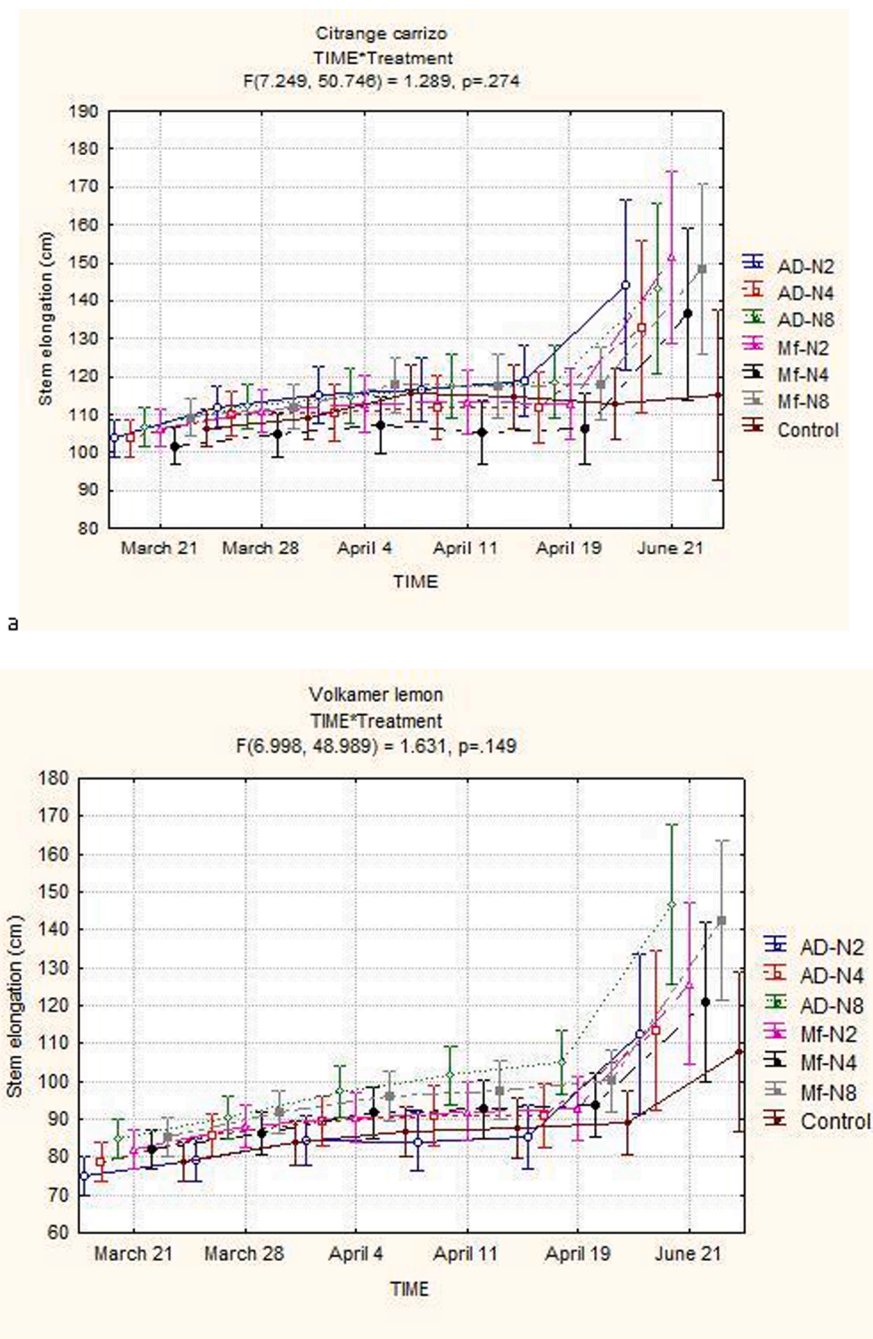 Citrange carrizo
TIME*Treatment
F(7.249, 50.746) = 1.289, p=.274
190
180
170
160
150
140
130
120
110
100
90
80
Stem elongation (cm)
March 21 March 28 April 4 April 11 April 19 June 21
TIME
AD-N2
AD-N4
AD-N8
Mf-N2
Mf-N4
Mf-N8
Control
a
Volkamer lemon
TIME*Treatment
F(6.998, 48.989) = 1.631, p=.149
180
170
160
150
140
130
120
110
100
90
80
70
60
Stem elongation (cm)
March 21 March 28 April 4 April 11 April 19 June 21
TIME
AD-N2
AD-N4
AD-N8
Mf-N2
Mf-N4
Mf-N8
Control